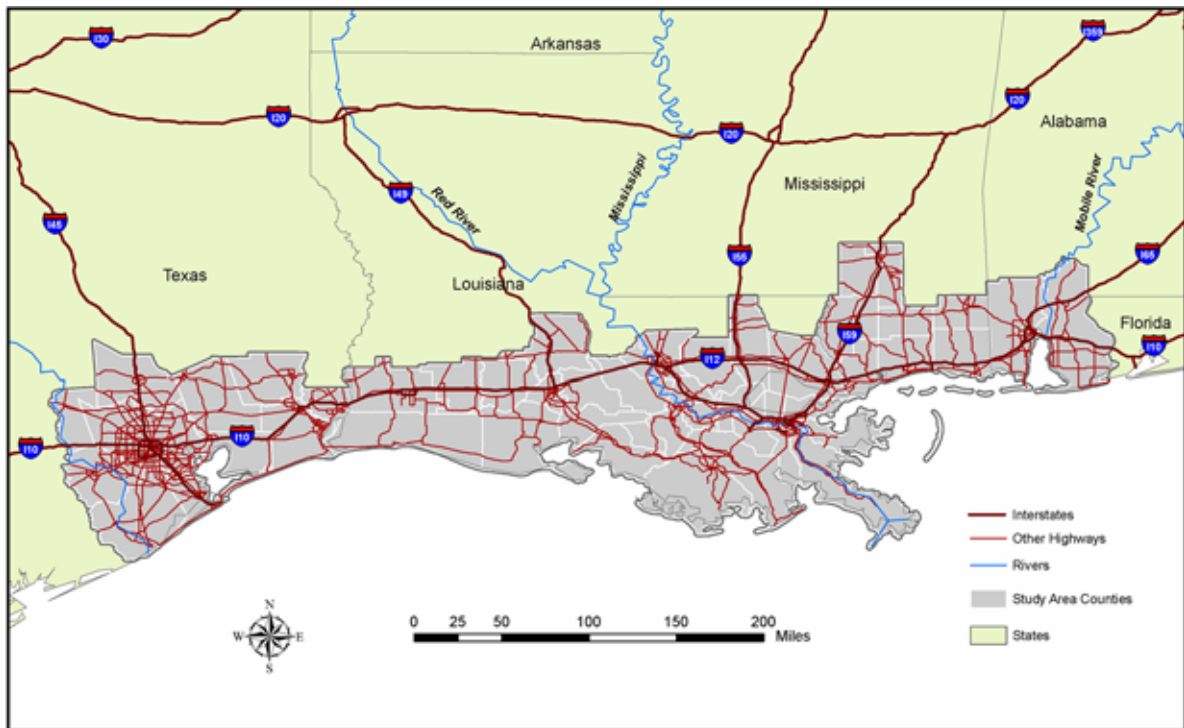 I30
Arkansas
I359
I20
I20
I20
Alabama
Mississippi
Mississippi
I49
Red River
Mobile River
I45
I55
I65
Texas
Louisiana
Florida
I59
I12
I10
I10
I10
Interstates
Other Highways
Rivers
Study Area Counties
States
N
W E
S
0 25 50 100 150 200
Miles